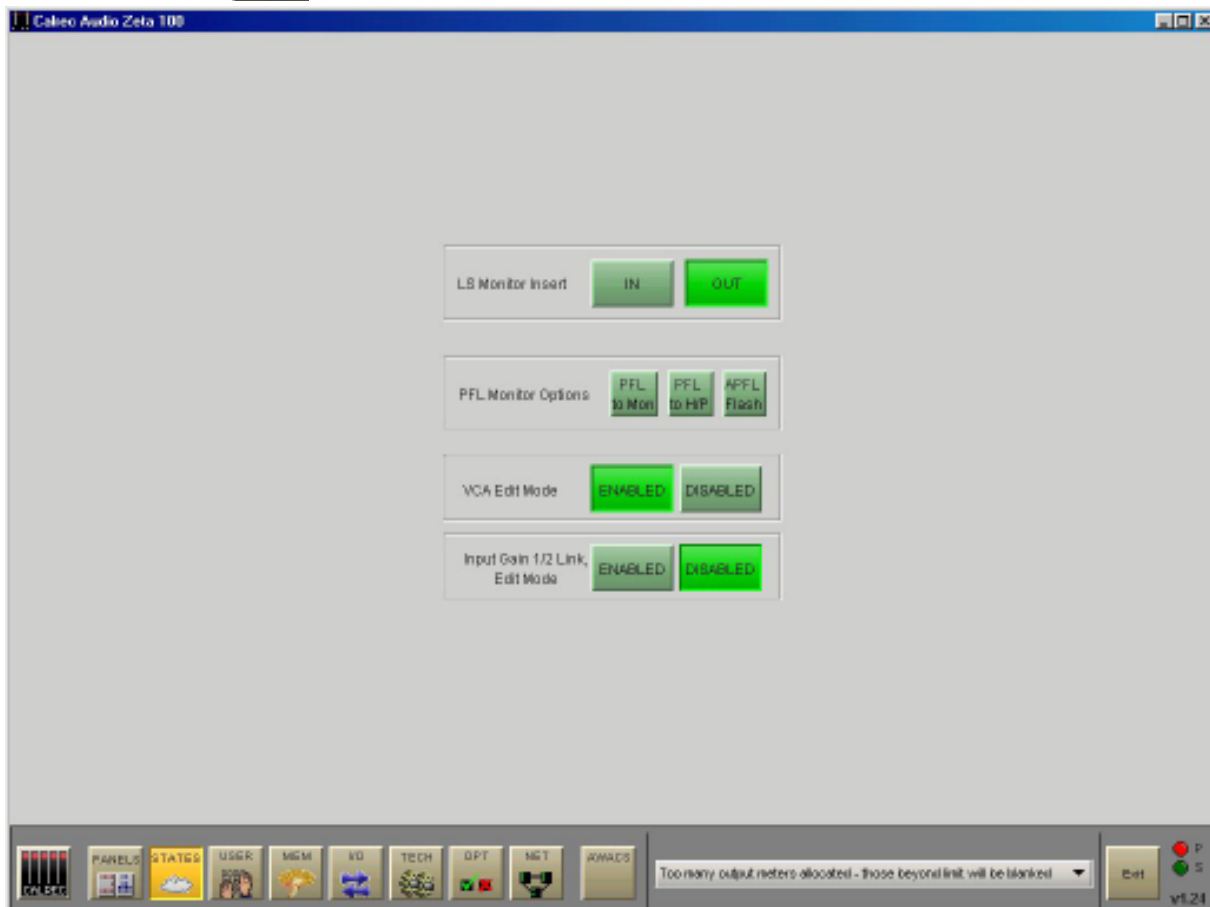 Calrec Audio Zeta 100
LS Monitor Insert
IN
OUT
PFL Monitor Options
PFL to Mon
PFL to H/P
APFL Flash
VCA Edit Mode
ENABLED
DISABLED
Input Gain 1/2 Link,
Edit Mode
ENABLED
DISABLED
CALREC
PANELS
STATES
USER
MEM
I/O
TECH
OPT
NET
AWACS
Too many output meters allocated - those beyond limit will be blanked
Exit
P
S
v1.24